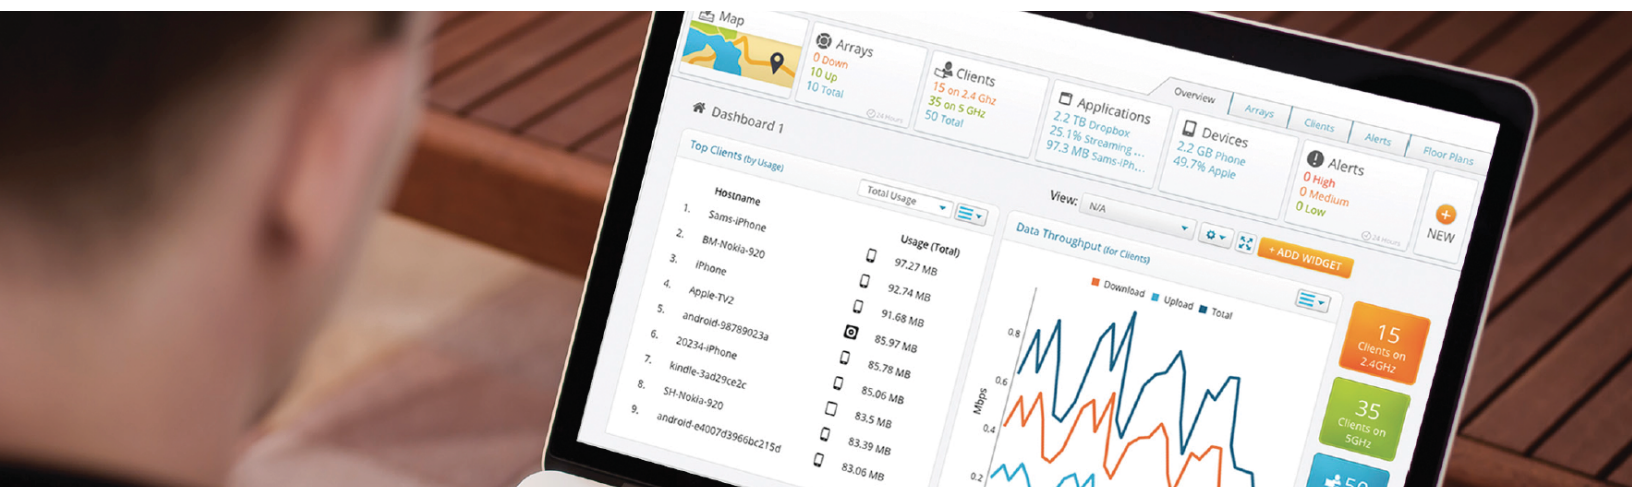 Map
Arrays
0 Down
10 Up
10 Total
24 Hours
Clients
15 on 2.4 Ghz
35 on 5 GHz
50 Total
Applications
2.2 TB Dropbox
25.1% Streaming ...
97.3 MB Sams-iPh...
Devices
2.2 GB Phone
49.7% Apple
Alerts
0 High
0 Medium
0 Low
24 Hours
NEW
Overview
Arrays
Clients
Alerts
Floor Plans
Dashboard 1
View: N/A
+ ADD WIDGET
Top Clients (by Usage)
Total Usage
Hostname Usage (Total)
1. Sams-iPhone 97.27 MB
2. BM-Nokia-920 92.74 MB
3. iPhone 91.68 MB
4. Apple-TV2 85.97 MB
5. android-98789023a 85.78 MB
6. 20234-iPhone 85.06 MB
7. kindle-3ad29ce2c 83.5 MB
8. SH-Nokia-920 83.39 MB
9. android-e4007d3966bc215d 83.06 MB
Data Throughput (for Clients)
Download Upload Total
0.8
0.6
Mbps
0.4
0.2
15
Clients on
2.4GHz
35
Clients on
5GHz
50